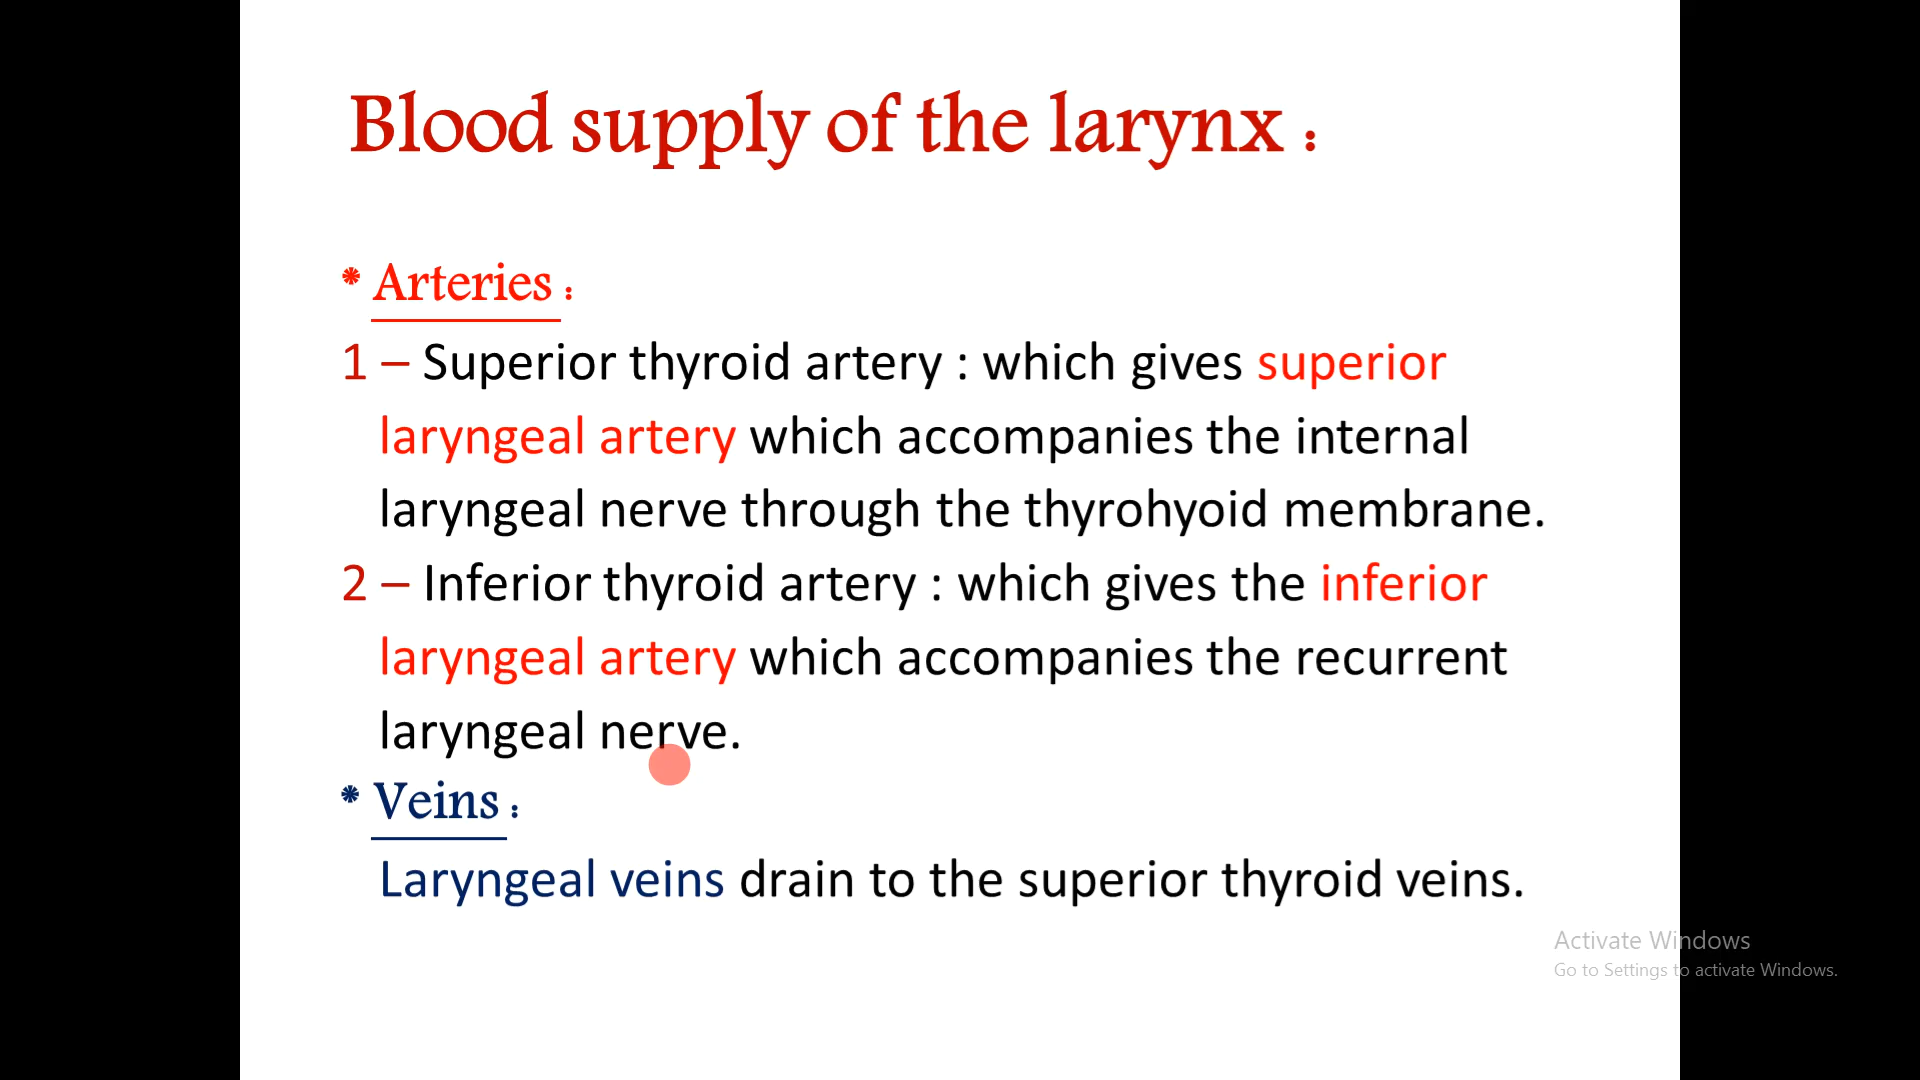 Blood supply of the larynx :
* Arteries :
1 – Superior thyroid artery : which gives superior
laryngeal artery which accompanies the internal
laryngeal nerve through the thyrohyoid membrane.
2 – Inferior thyroid artery : which gives the inferior
laryngeal artery which accompanies the recurrent
laryngeal nerve.
* Veins :
Laryngeal veins drain to the superior thyroid veins.
Activate Windows
Go to Settings to activate Windows.